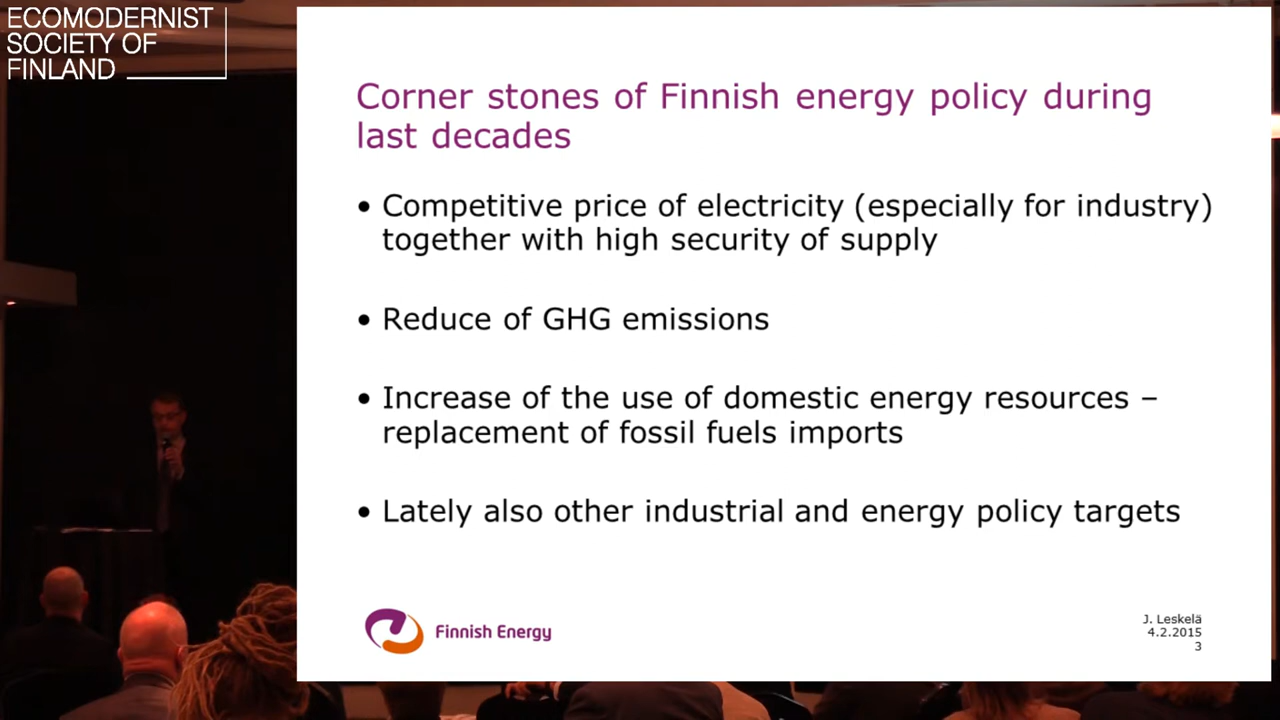 ECOMODERNIST
SOCIETY OF
FINLAND
Corner stones of Finnish energy policy during
last decades
• Competitive price of electricity (especially for industry)
together with high security of supply
• Reduce of GHG emissions
• Increase of the use of domestic energy resources –
replacement of fossil fuels imports
• Lately also other industrial and energy policy targets
Finnish Energy
J. Leskelä
4.2.2015
3